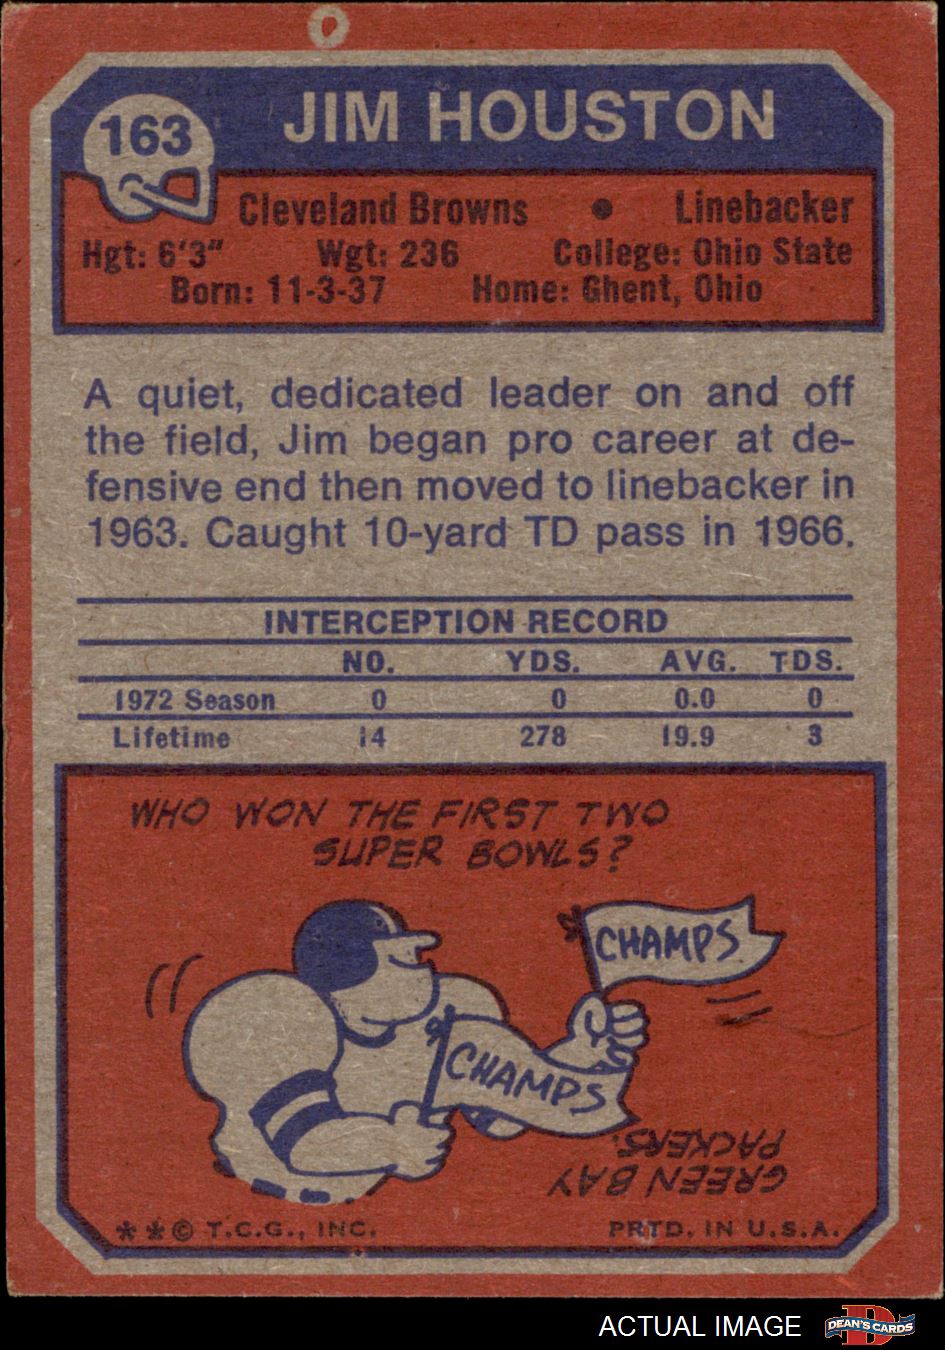 163
JIM HOUSTON
Cleveland Browns • Linebacker
Hgt: 6'3" Wgt: 236 College: Ohio State
Born: 11-3-37 Home: Ghent, Ohio
A quiet, dedicated leader on and off
the field, Jim began pro career at de-
fensive end then moved to linebacker in
1963. Caught 10-yard TD pass in 1966.
INTERCEPTION RECORD
NO. YDS. AVG. TDS.
1972 Season 0 0 0.0 0
Lifetime 14 278 19.9 3
WHO WON THE FIRST TWO
SUPER BOWLS?
CHAMPS
CHAMPS
GREEN BAY
PACKERS.
**© T.C.G., INC. PRTD. IN U.S.A.
ACTUAL IMAGE DEAN'S CARDS